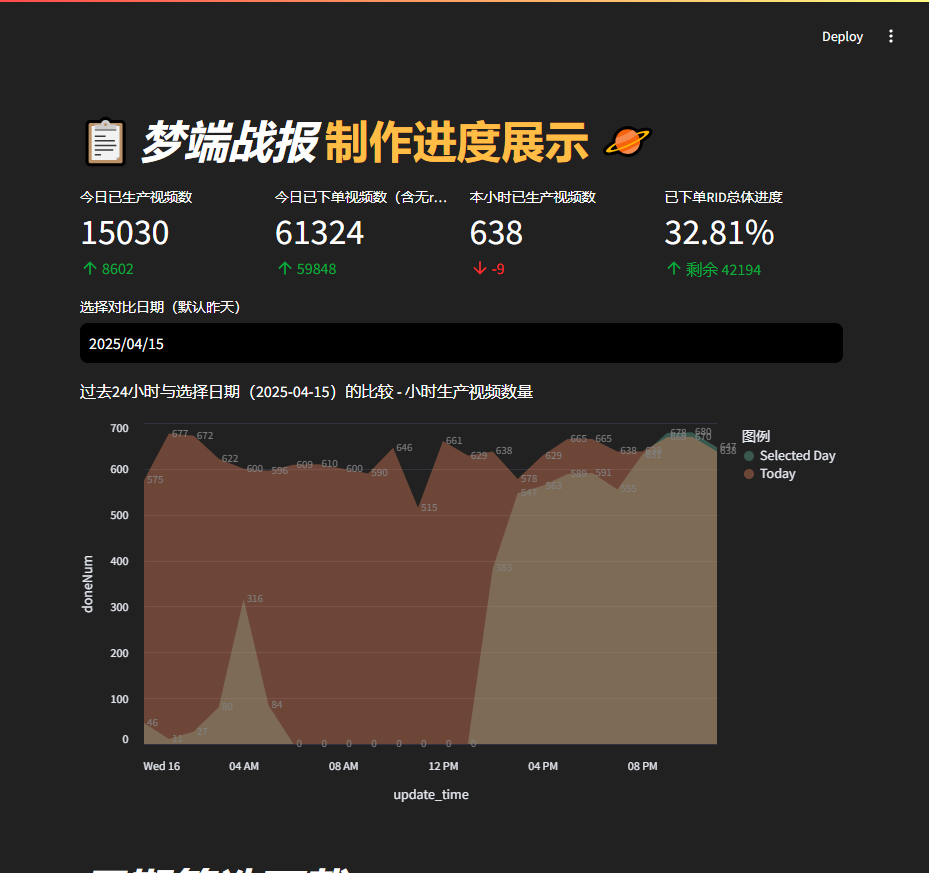 Deploy
梦端战报 制作进度展示
今日已生产视频数
15030
8602
今日已下单视频数（含无r...
61324
59848
本小时已生产视频数
638
-9
已下单RID总体进度
32.81%
剩余 42194
选择对比日期（默认昨天）
2025/04/15
过去24小时与选择日期（2025-04-15）的比较 - 小时生产视频数量
图例
Selected Day
Today
doneNum
700
600
500
400
300
200
100
0
575 677 672 622 600 596 609 610 600 590 646 515 661 629 638 578 629 665 665 638 678 680 670 647 638
46 11 27 80 316 84 0 0 0 0 0 0 0 0 383 547 563 589 591 555
Wed 16 04 AM 08 AM 12 PM 04 PM 08 PM
update_time